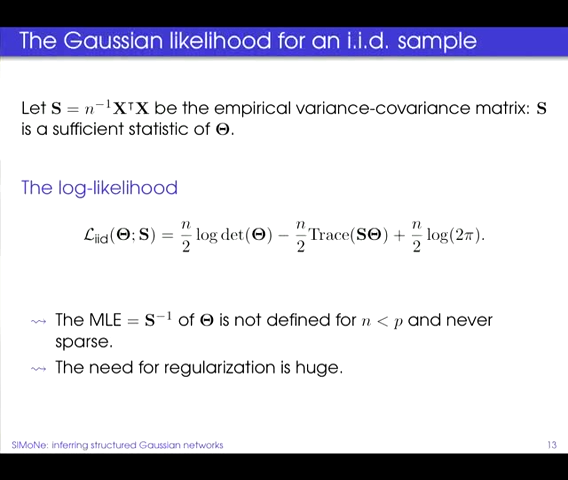 The Gaussian likelihood for an i.i.d. sample
Let S = n⁻¹X⊺X be the empirical variance-covariance matrix: S
is a sufficient statistic of Θ.
The log-likelihood
ℒ_iid(Θ; S) = n/2 log det(Θ) − n/2 Trace(SΘ) + n/2 log(2π).
⇝ The MLE = S⁻¹ of Θ is not defined for n < p and never
sparse.
⇝ The need for regularization is huge.
SIMoNe: inferring structured Gaussian networks 13